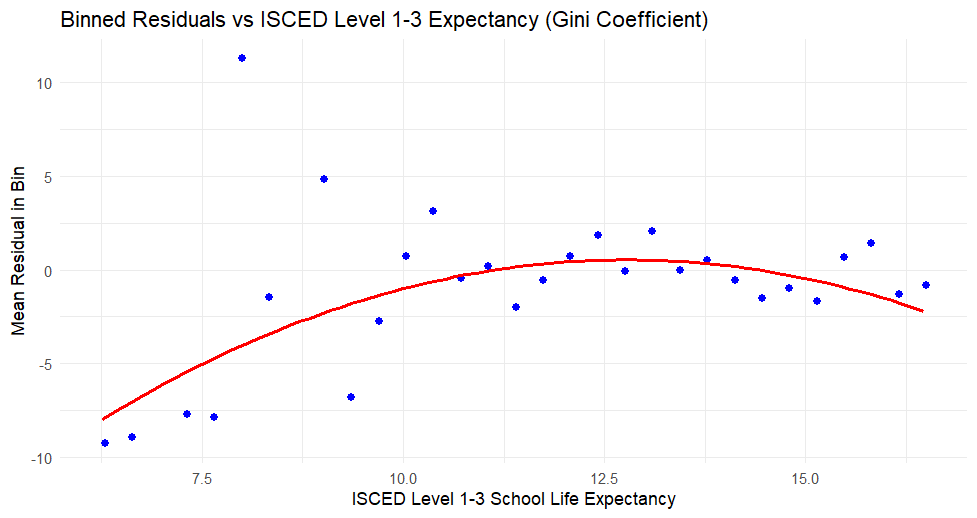 Binned Residuals vs ISCED Level 1-3 Expectancy (Gini Coefficient)
Mean Residual in Bin
10
5
0
-5
-10
7.5 10.0 12.5 15.0
ISCED Level 1-3 School Life Expectancy